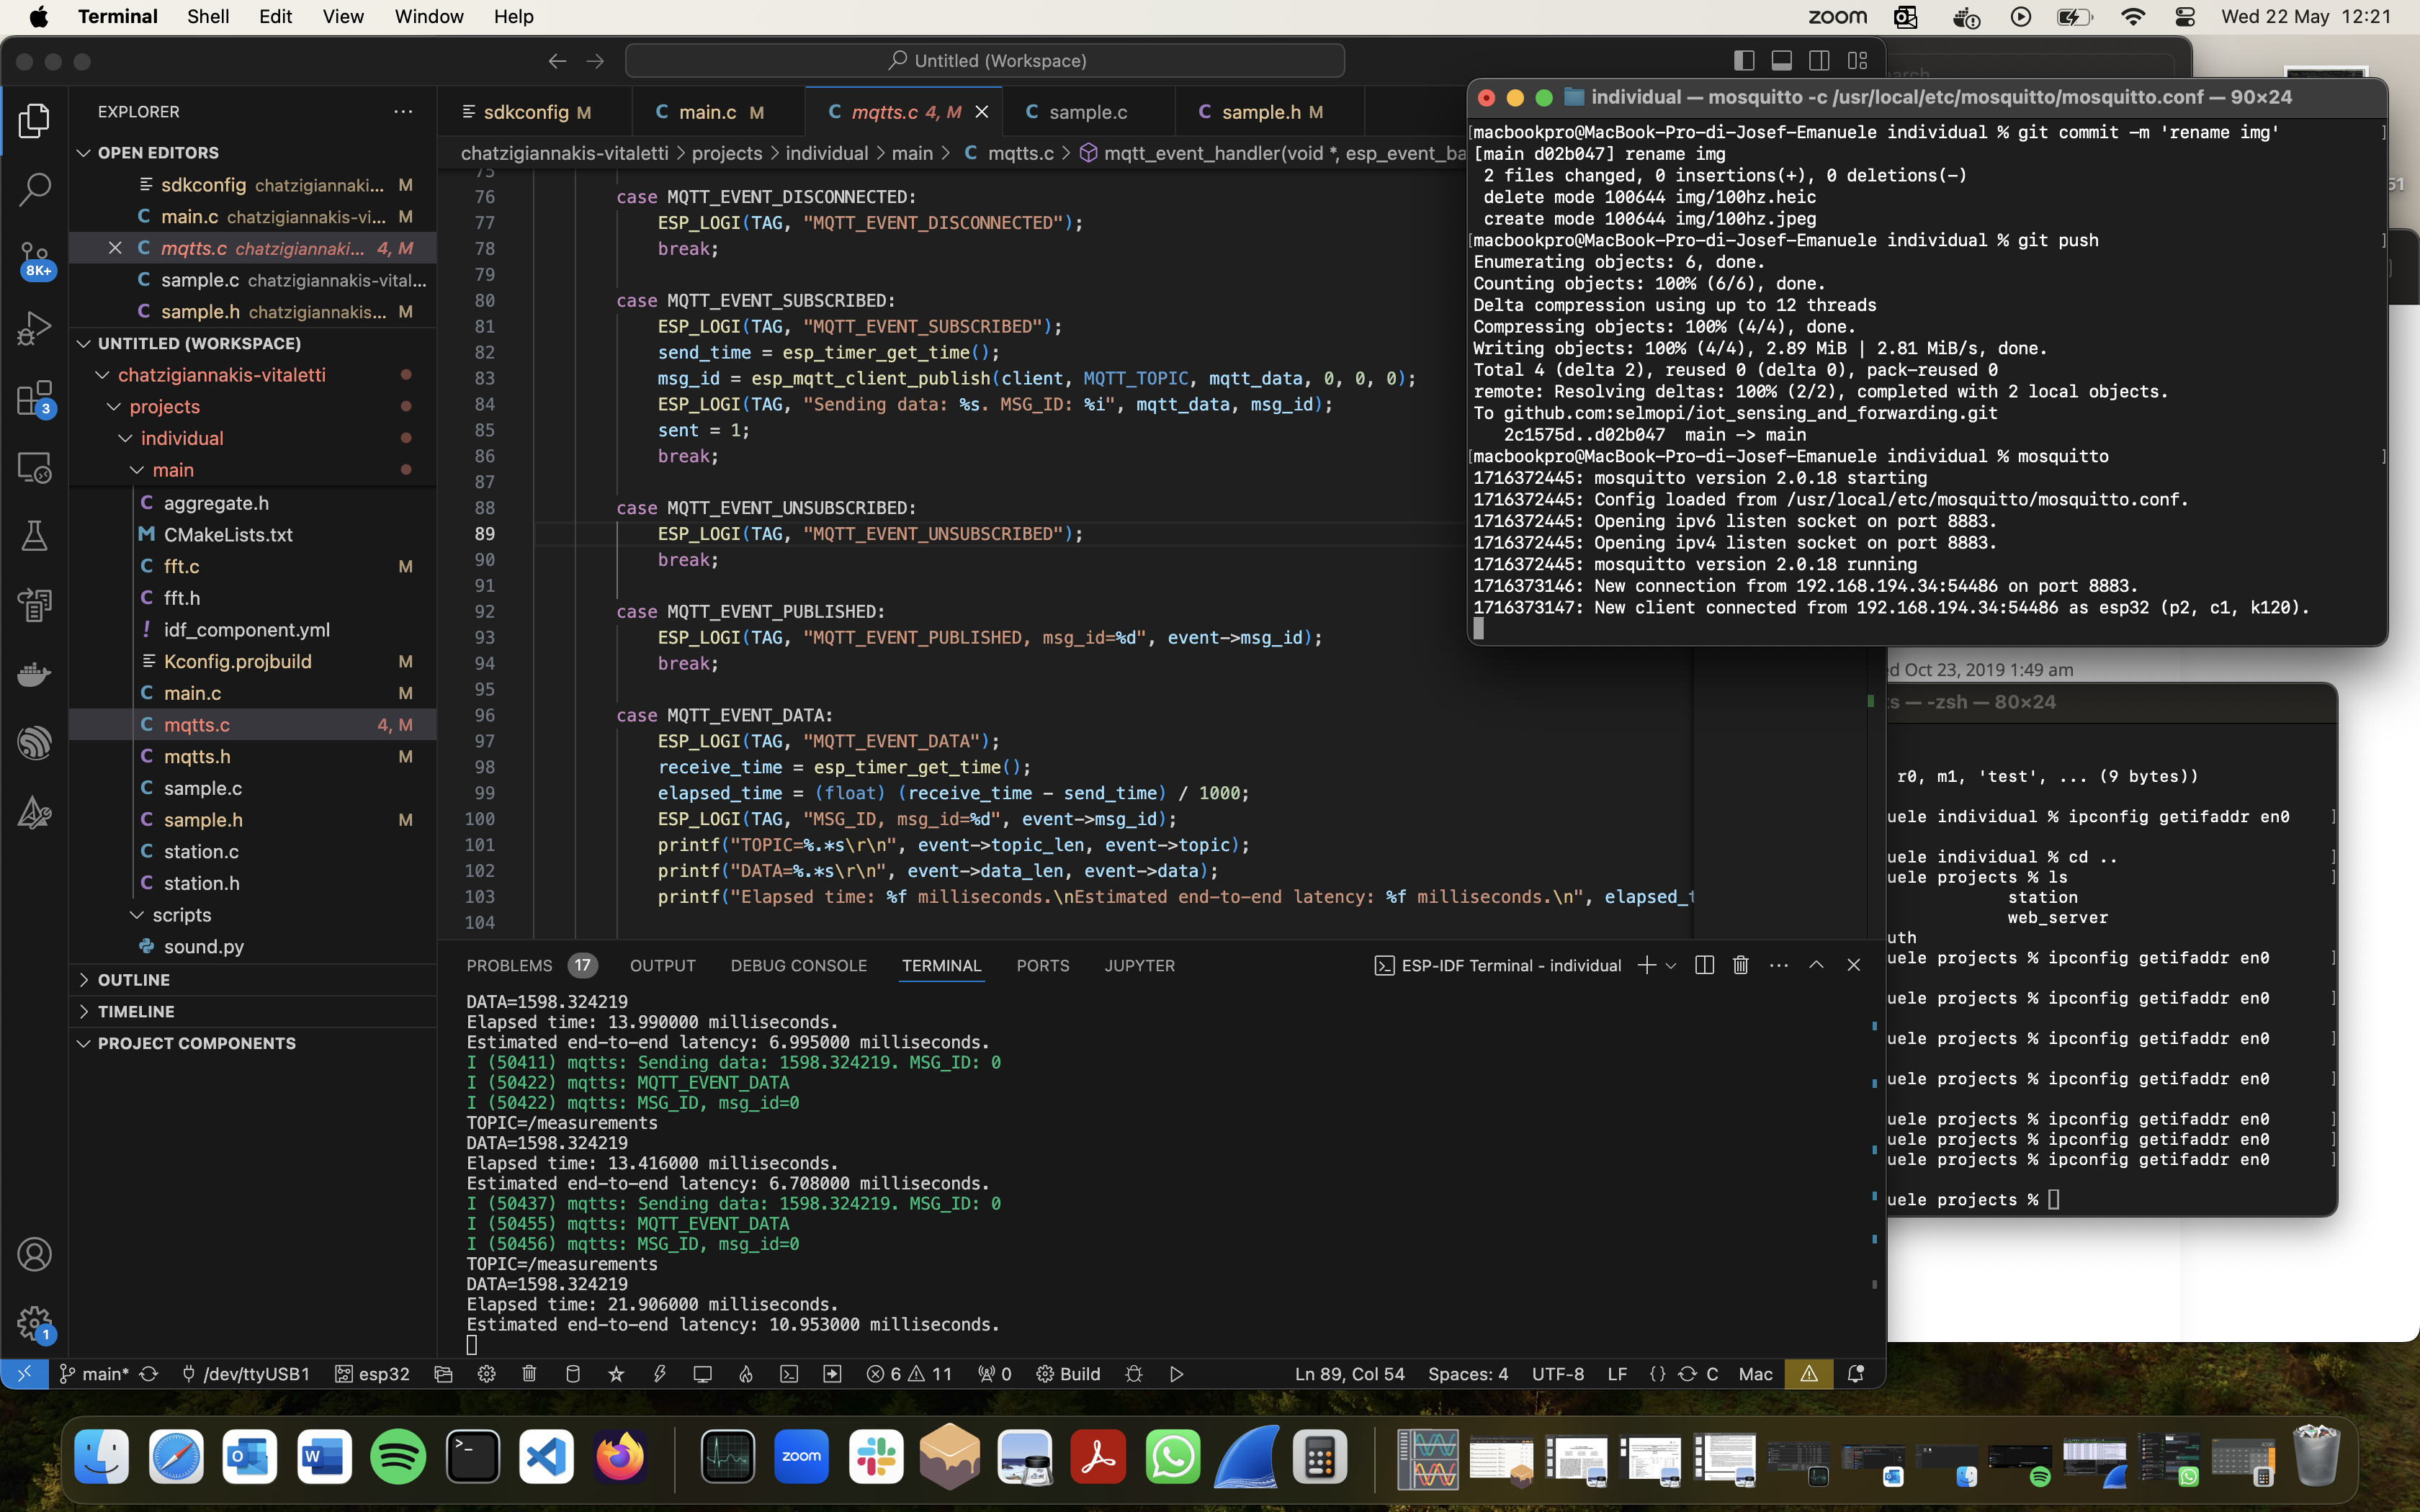 Terminal Shell Edit View Window Help
zoom Wed 22 May 12:21
Untitled (Workspace)
EXPLORER
OPEN EDITORS
sdkconfig chatzigiannaki... M
main.c chatzigiannakis-vi... M
mqtts.c chatzigiannaki... 4, M
sample.c chatzigiannakis-vital...
sample.h chatzigiannakis... M
UNTITLED (WORKSPACE)
chatzigiannakis-vitaletti
projects
individual
main
aggregate.h
CMakeLists.txt
fft.c M
fft.h
idf_component.yml
Kconfig.projbuild M
main.c M
mqtts.c 4, M
mqtts.h M
sample.c
sample.h M
station.c
station.h
scripts
sound.py
OUTLINE
TIMELINE
PROJECT COMPONENTS
8K+
3
1
sdkconfig M main.c M mqtts.c 4, M sample.c sample.h M
chatzigiannakis-vitaletti > projects > individual > main > C mqtts.c > mqtt_event_handler(void *, esp_event_ba
75
76 case MQTT_EVENT_DISCONNECTED:
77 ESP_LOGI(TAG, "MQTT_EVENT_DISCONNECTED");
78 break;
79
80 case MQTT_EVENT_SUBSCRIBED:
81 ESP_LOGI(TAG, "MQTT_EVENT_SUBSCRIBED");
82 send_time = esp_timer_get_time();
83 msg_id = esp_mqtt_client_publish(client, MQTT_TOPIC, mqtt_data, 0, 0, 0);
84 ESP_LOGI(TAG, "Sending data: %s. MSG_ID: %i", mqtt_data, msg_id);
85 sent = 1;
86 break;
87
88 case MQTT_EVENT_UNSUBSCRIBED:
89 ESP_LOGI(TAG, "MQTT_EVENT_UNSUBSCRIBED");
90 break;
91
92 case MQTT_EVENT_PUBLISHED:
93 ESP_LOGI(TAG, "MQTT_EVENT_PUBLISHED, msg_id=%d", event->msg_id);
94 break;
95
96 case MQTT_EVENT_DATA:
97 ESP_LOGI(TAG, "MQTT_EVENT_DATA");
98 receive_time = esp_timer_get_time();
99 elapsed_time = (float) (receive_time - send_time) / 1000;
100 ESP_LOGI(TAG, "MSG_ID, msg_id=%d", event->msg_id);
101 printf("TOPIC=%.*s\r\n", event->topic_len, event->topic);
102 printf("DATA=%.*s\r\n", event->data_len, event->data);
103 printf("Elapsed time: %f milliseconds.\nEstimated end-to-end latency: %f milliseconds.\n", elapsed_t
104
PROBLEMS 17 OUTPUT DEBUG CONSOLE TERMINAL PORTS JUPYTER ESP-IDF Terminal - individual
DATA=1598.324219
Elapsed time: 13.990000 milliseconds.
Estimated end-to-end latency: 6.995000 milliseconds.
I (50411) mqtts: Sending data: 1598.324219. MSG_ID: 0
I (50422) mqtts: MQTT_EVENT_DATA
I (50422) mqtts: MSG_ID, msg_id=0
TOPIC=/measurements
DATA=1598.324219
Elapsed time: 13.416000 milliseconds.
Estimated end-to-end latency: 6.708000 milliseconds.
I (50437) mqtts: Sending data: 1598.324219. MSG_ID: 0
I (50455) mqtts: MQTT_EVENT_DATA
I (50456) mqtts: MSG_ID, msg_id=0
TOPIC=/measurements
DATA=1598.324219
Elapsed time: 21.906000 milliseconds.
Estimated end-to-end latency: 10.953000 milliseconds.
main* /dev/ttyUSB1 esp32 6 11 0 Build Ln 89, Col 54 Spaces: 4 UTF-8 LF {} C Mac
individual — mosquitto -c /usr/local/etc/mosquitto/mosquitto.conf — 90×24
[macbookpro@MacBook-Pro-di-Josef-Emanuele individual % git commit -m 'rename img' ]
[main d02b047] rename img
2 files changed, 0 insertions(+), 0 deletions(-)
delete mode 100644 img/100hz.heic
create mode 100644 img/100hz.jpeg
[macbookpro@MacBook-Pro-di-Josef-Emanuele individual % git push ]
Enumerating objects: 6, done.
Counting objects: 100% (6/6), done.
Delta compression using up to 12 threads
Compressing objects: 100% (4/4), done.
Writing objects: 100% (4/4), 2.89 MiB | 2.81 MiB/s, done.
Total 4 (delta 2), reused 0 (delta 0), pack-reused 0
remote: Resolving deltas: 100% (2/2), completed with 2 local objects.
To github.com:selmopi/iot_sensing_and_forwarding.git
2c1575d..d02b047 main -> main
[macbookpro@MacBook-Pro-di-Josef-Emanuele individual % mosquitto ]
1716372445: mosquitto version 2.0.18 starting
1716372445: Config loaded from /usr/local/etc/mosquitto/mosquitto.conf.
1716372445: Opening ipv6 listen socket on port 8883.
1716372445: Opening ipv4 listen socket on port 8883.
1716372445: mosquitto version 2.0.18 running
1716373146: New connection from 192.168.194.34:54486 on port 8883.
1716373147: New client connected from 192.168.194.34:54486 as esp32 (p2, c1, k120).
51
d Oct 23, 2019 1:49 am
ts — -zsh — 80×24
r0, m1, 'test', ... (9 bytes))
uele individual % ipconfig getifaddr en0 ]
uele individual % cd .. ]
uele projects % ls ]
station
web_server
uth
uele projects % ipconfig getifaddr en0 ]
uele projects % ipconfig getifaddr en0 ]
uele projects % ipconfig getifaddr en0 ]
uele projects % ipconfig getifaddr en0 ]
uele projects % ipconfig getifaddr en0 ]
uele projects % ipconfig getifaddr en0 ]
uele projects % ipconfig getifaddr en0 ]
uele projects %
zoom